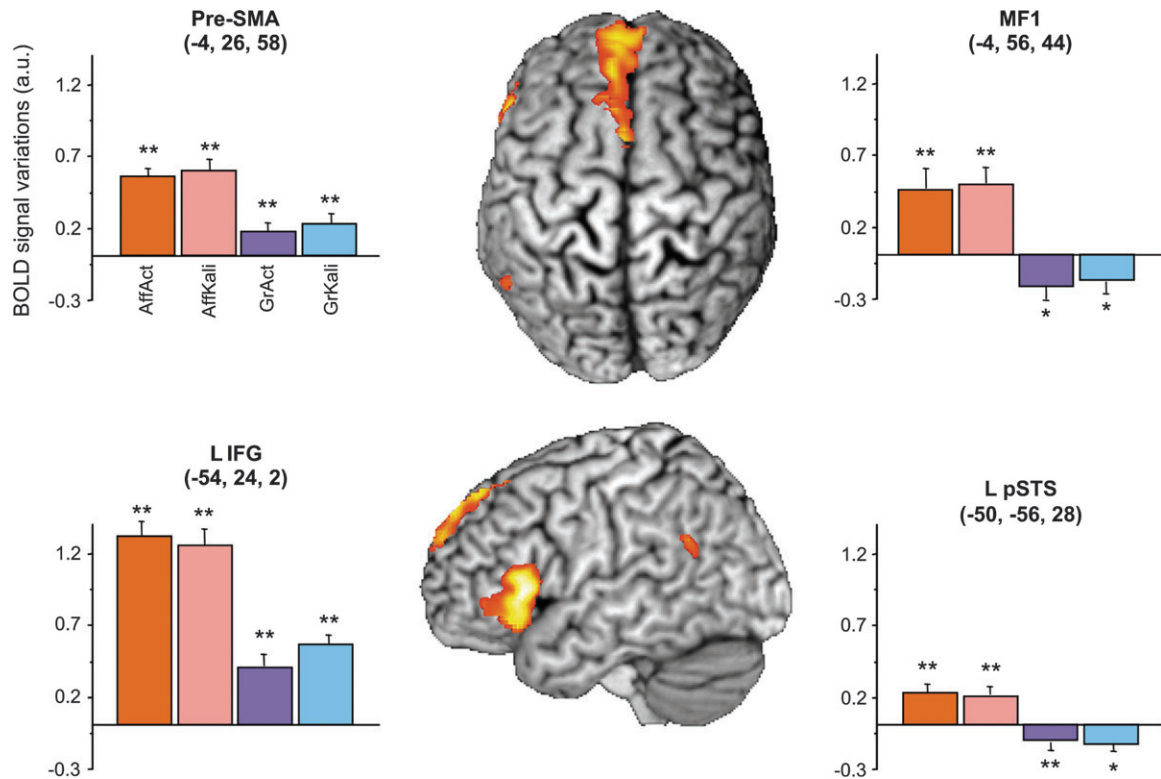 Pre-SMA
(-4, 26, 58)
BOLD signal variations (a.u.)
1.2
0.7
0.2
-0.3
**
**
**
**
AffAct
AffKali
GrAct
GrKali
MF1
(-4, 56, 44)
1.2
0.7
0.2
-0.3
**
**
*
*
L IFG
(-54, 24, 2)
1.2
0.7
0.2
-0.3
**
**
**
**
L pSTS
(-50, -56, 28)
1.2
0.7
0.2
-0.3
**
**
**
*